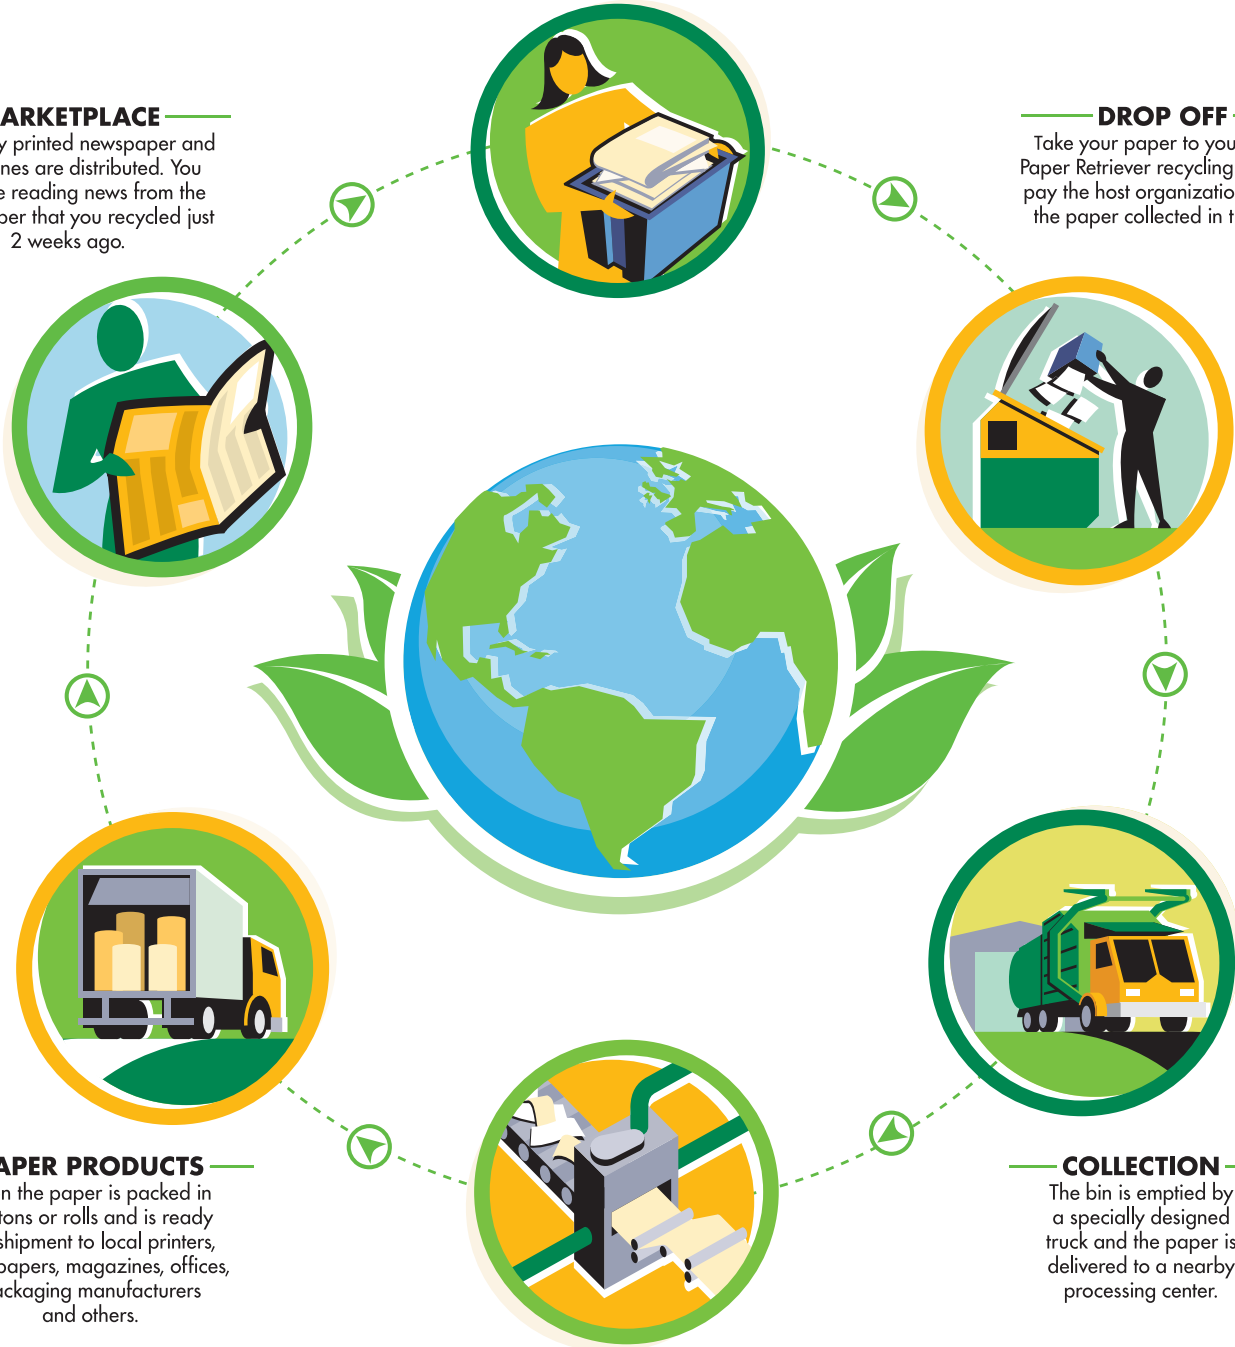 ARKETPLACE
y printed newspaper and
nes are distributed. You
e reading news from the
per that you recycled just
2 weeks ago.
DROP OFF
Take your paper to you
Paper Retriever recycling
pay the host organizatio
the paper collected in t
APER PRODUCTS
n the paper is packed in
tons or rolls and is ready
shipment to local printers,
papers, magazines, offices,
ackaging manufacturers
and others.
COLLECTION
The bin is emptied by
a specially designed
truck and the paper is
delivered to a nearby
processing center.